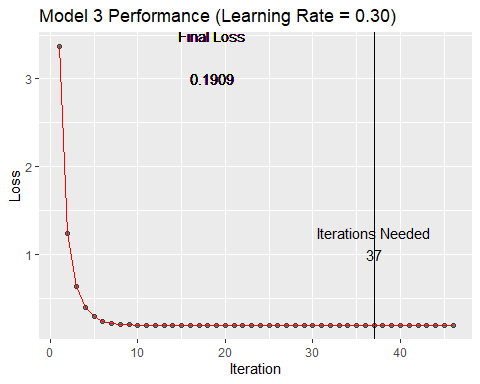 Model 3 Performance (Learning Rate = 0.30)
Final Loss
0.1909
3
2
1
Loss
Iterations Needed
37
0
10
20
30
40
Iteration